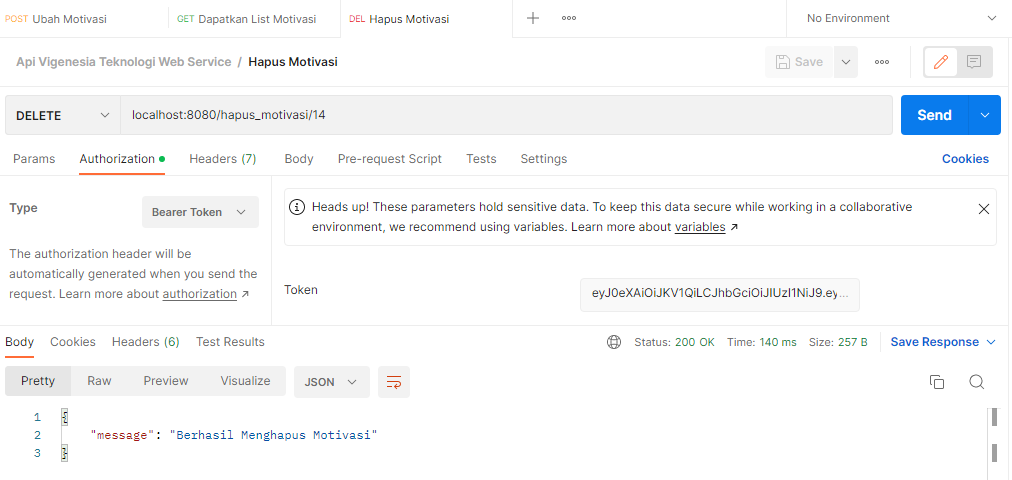 POST Ubah Motivasi GET Dapatkan List Motivasi DEL Hapus Motivasi No Environment
Api Vigenesia Teknologi Web Service / Hapus Motivasi Save
DELETE localhost:8080/hapus_motivasi/14 Send
Params Authorization Headers (7) Body Pre-request Script Tests Settings Cookies
Type Bearer Token
The authorization header will be
automatically generated when you send the
request. Learn more about authorization ↗
Heads up! These parameters hold sensitive data. To keep this data secure while working in a collaborative
environment, we recommend using variables. Learn more about variables ↗
Token eyJ0eXAiOiJKV1QiLCJhbGciOiJIUzI1NiJ9.ey...
Body Cookies Headers (6) Test Results Status: 200 OK Time: 140 ms Size: 257 B Save Response
Pretty Raw Preview Visualize JSON
1 {
2 "message": "Berhasil Menghapus Motivasi"
3 }